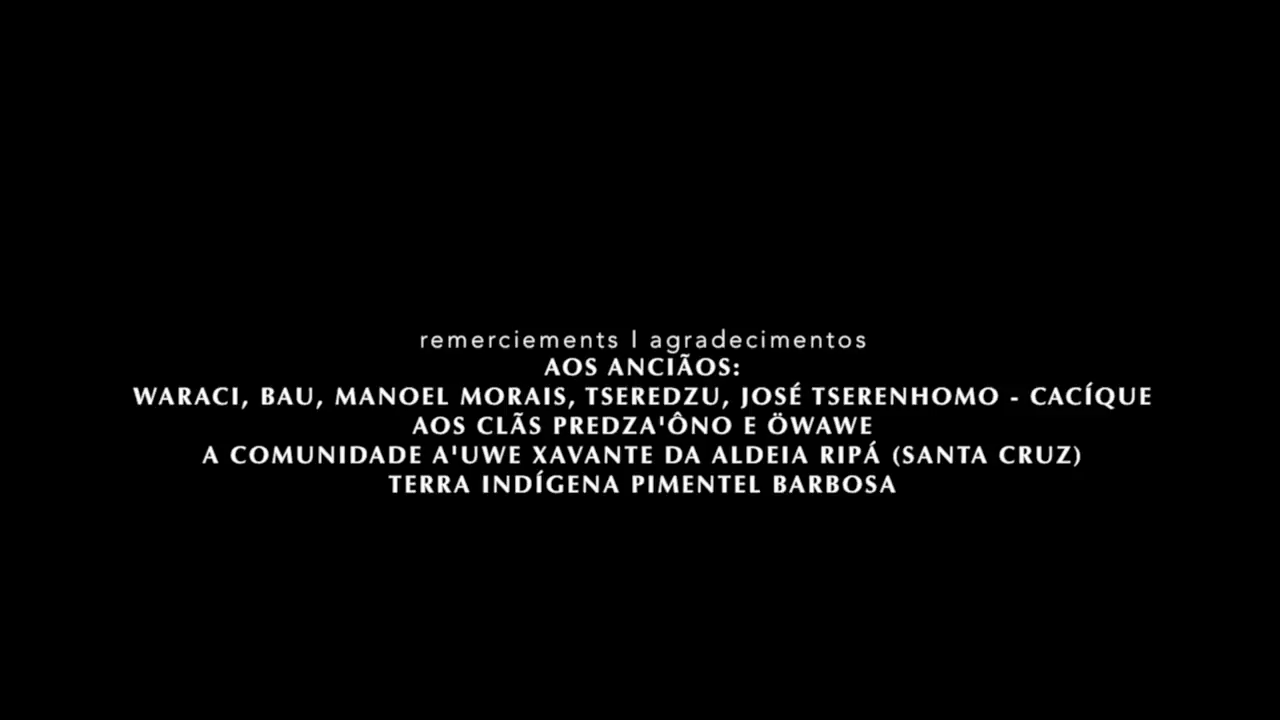 remerciements | agradecimentos
AOS ANCIÃOS:
WARACI, BAU, MANOEL MORAIS, TSEREDZU, JOSÉ TSERENHOMO - CACÍQUE
AOS CLÃS PREDZA'ÔNO E ÖWAWE
A COMUNIDADE A'UWE XAVANTE DA ALDEIA RIPÁ (SANTA CRUZ)
TERRA INDÍGENA PIMENTEL BARBOSA